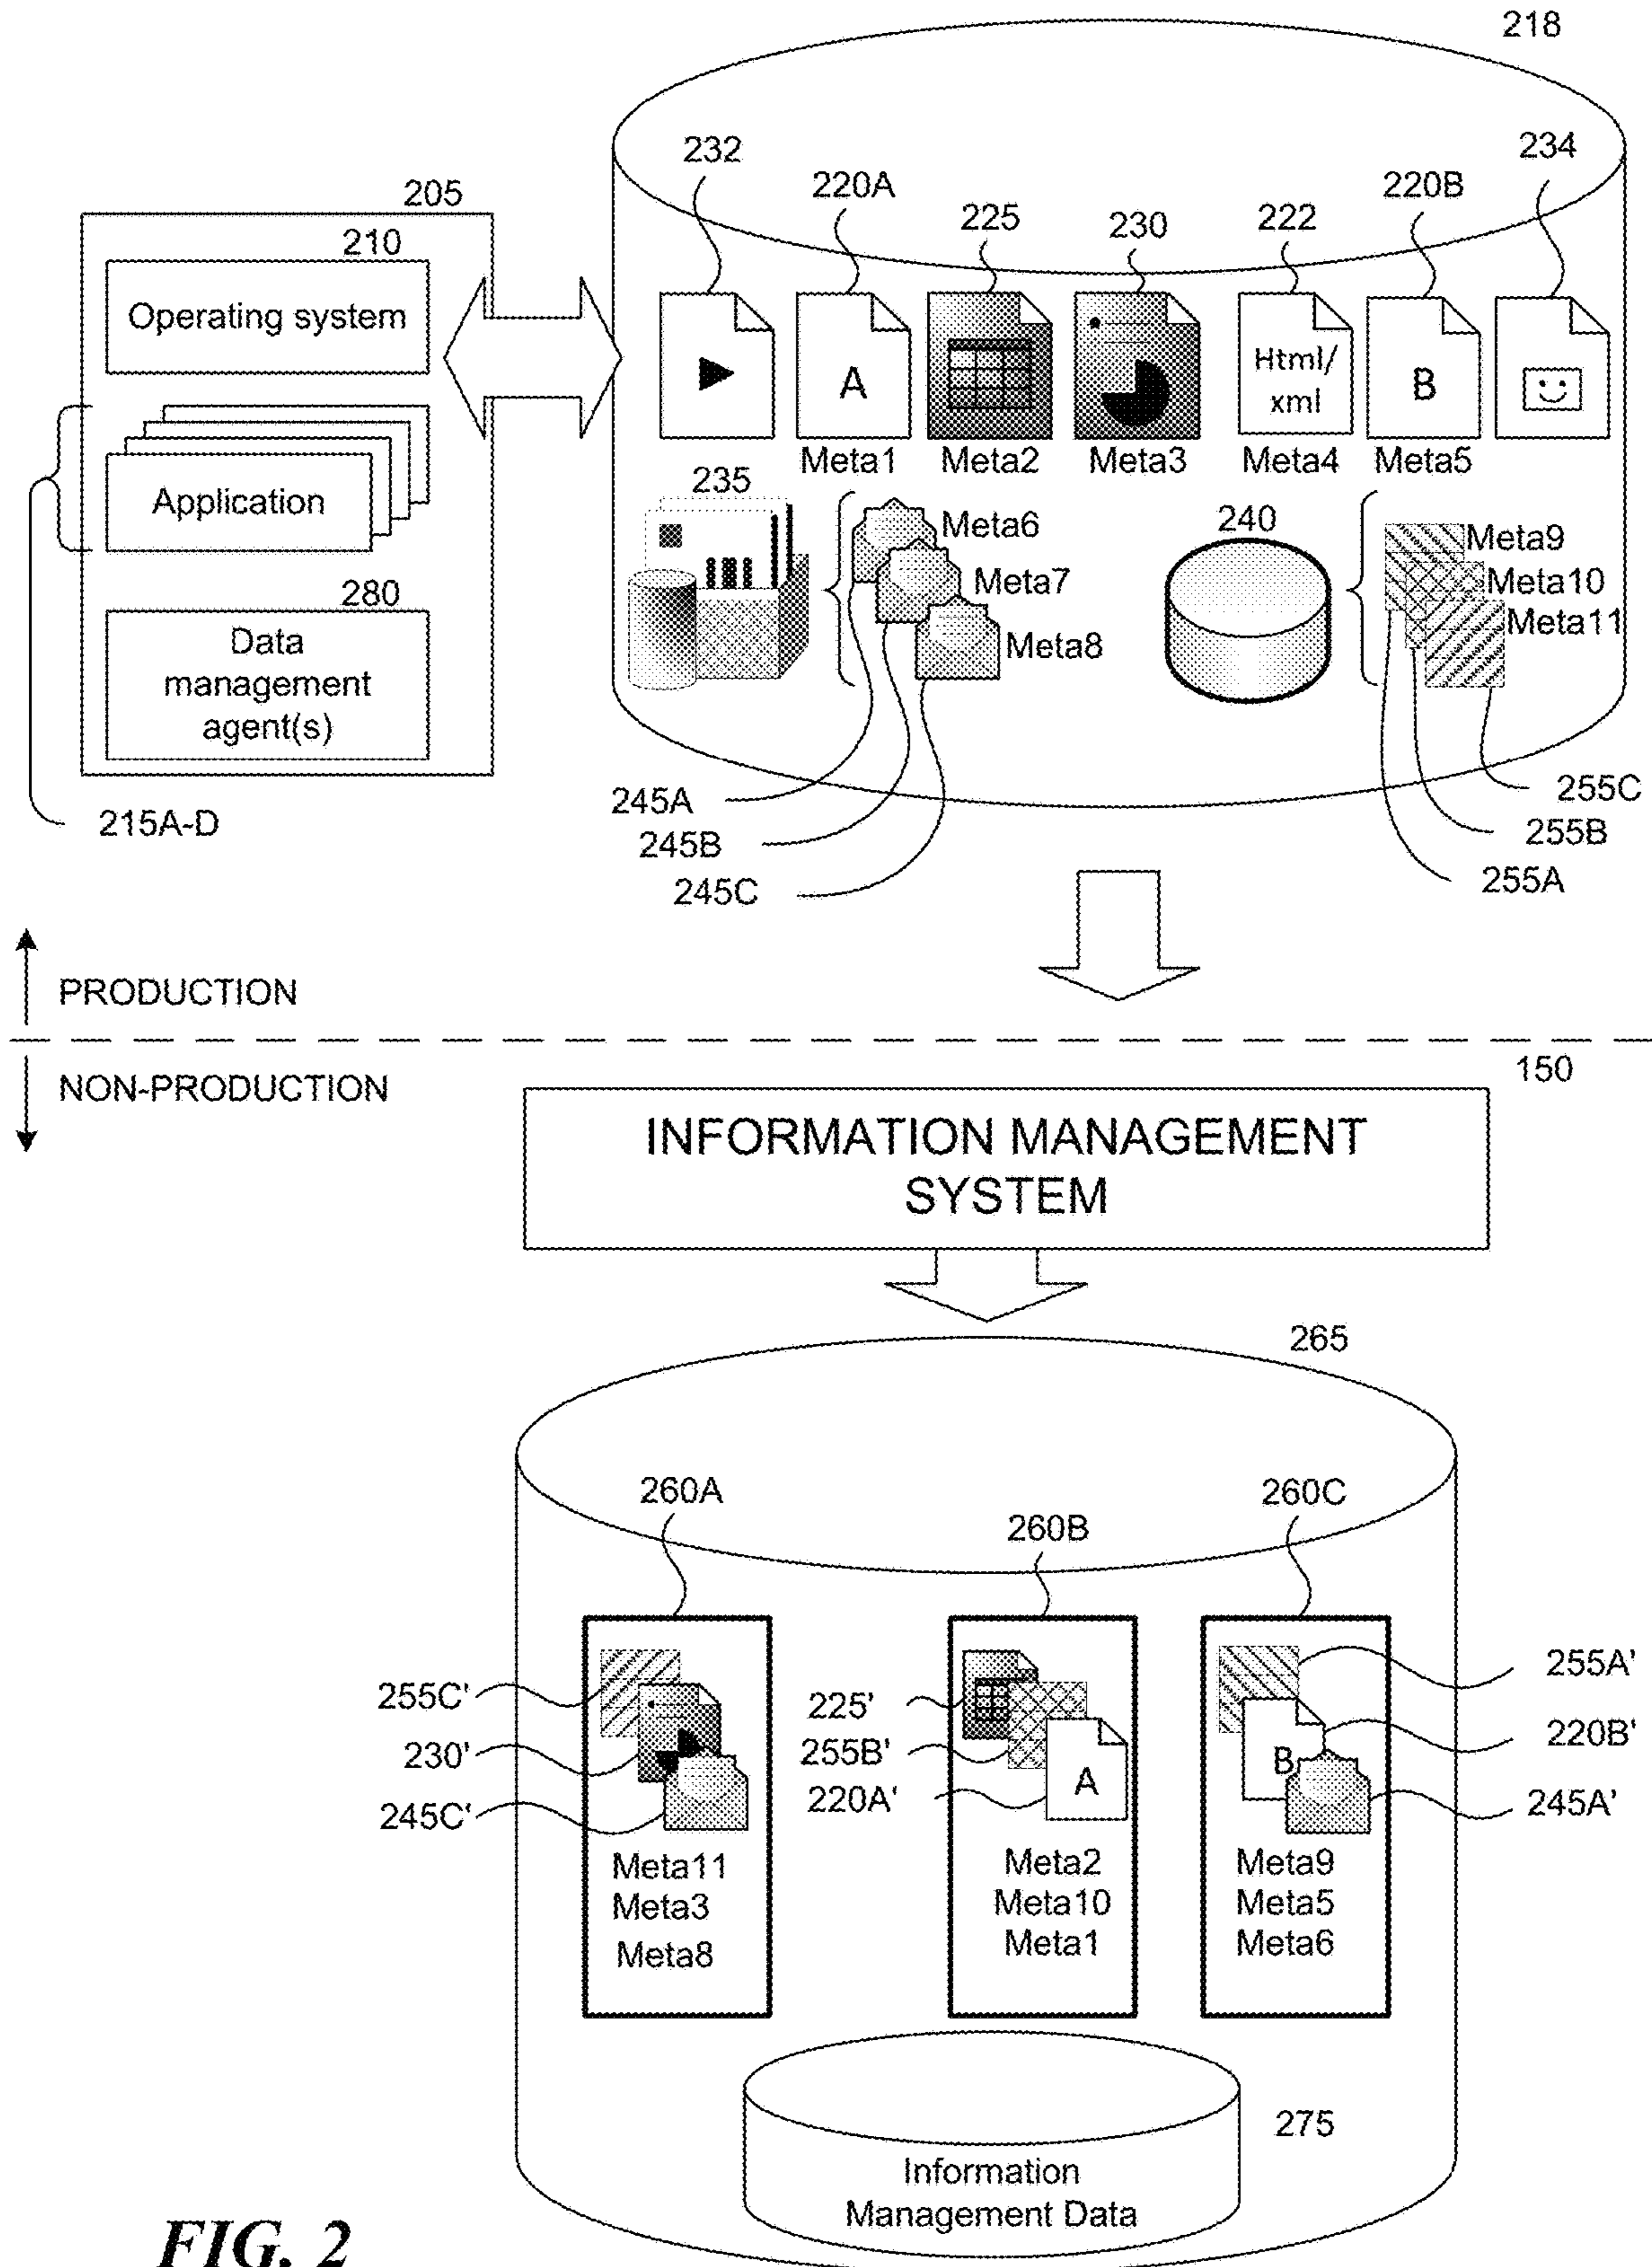 218
232
220A
225
230
222
220B
234
205
210
Operating system
Application
280
Data
management
agent(s)
215A-D
A
Html/
xml
B
Meta1
Meta2
Meta3
Meta4
Meta5
235
Meta6
Meta7
Meta8
240
Meta9
Meta10
Meta11
245A
245B
245C
255C
255B
255A
PRODUCTION
NON-PRODUCTION
150
INFORMATION MANAGEMENT
SYSTEM
265
260A
260B
260C
255C'
230'
245C'
225'
255B'
220A'
A
B
255A'
220B'
245A'
Meta11
Meta3
Meta8
Meta2
Meta10
Meta1
Meta9
Meta5
Meta6
275
Information
Management Data
FIG. 2